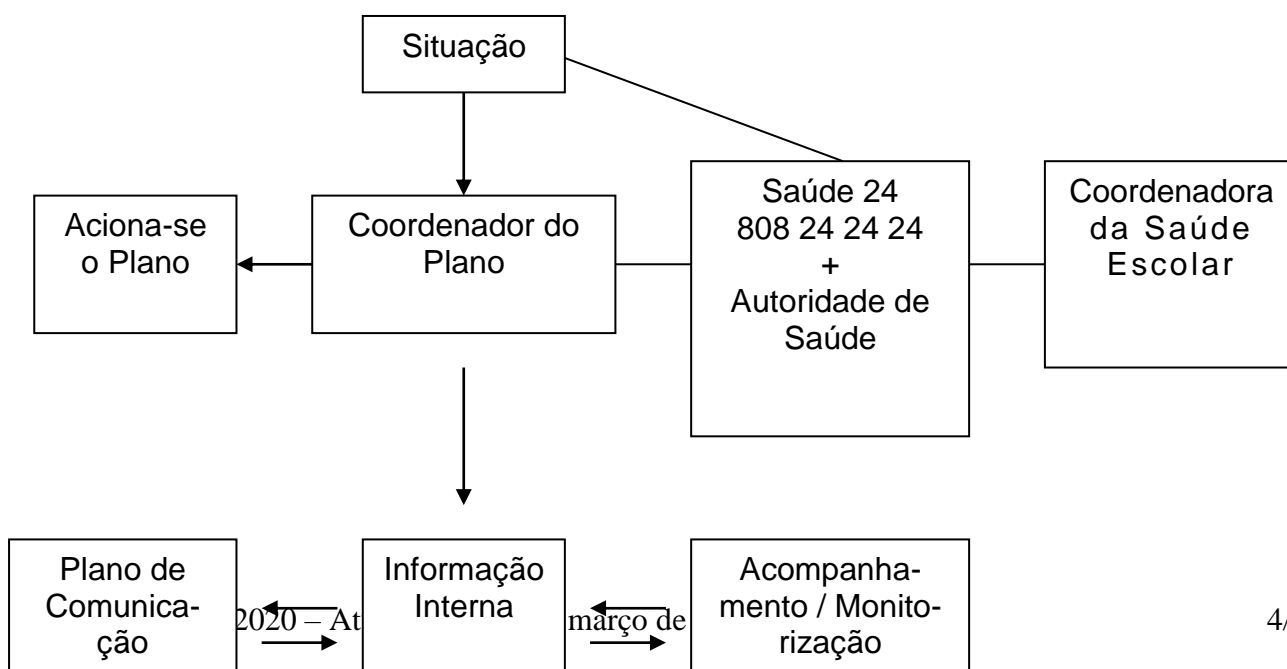 Situação
Aciona-se
o Plano
Coordenador do
Plano
Saúde 24
808 24 24 24
+
Autoridade de
Saúde
Coordenadora
da Saúde
Escolar
Plano de
Comunica-
ção
Informação
Interna
Acompanha-
mento / Monito-
rização
2020 – At
março de
4/